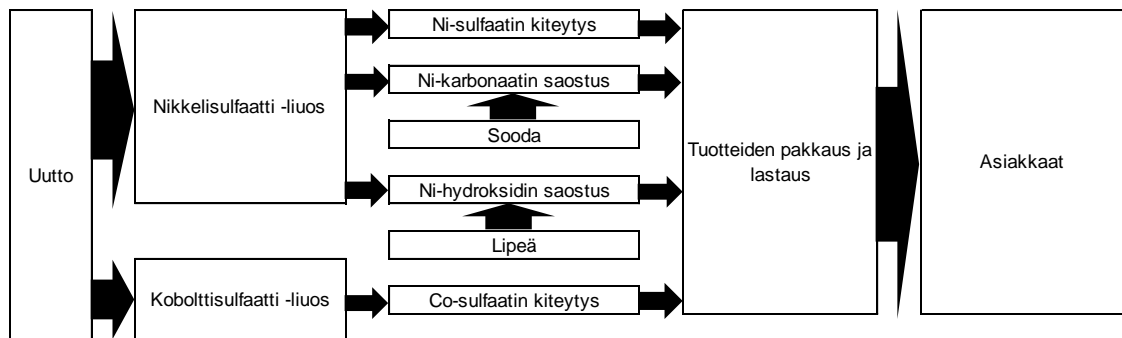 Uutto
Nikkelisulfaatti -liuos
Kobolttisulfaatti -liuos
Ni-sulfaatin kiteytys
Ni-karbonaatin saostus
Sooda
Ni-hydroksidin saostus
Lipeä
Co-sulfaatin kiteytys
Tuotteiden pakkaus ja
lastaus
Asiakkaat